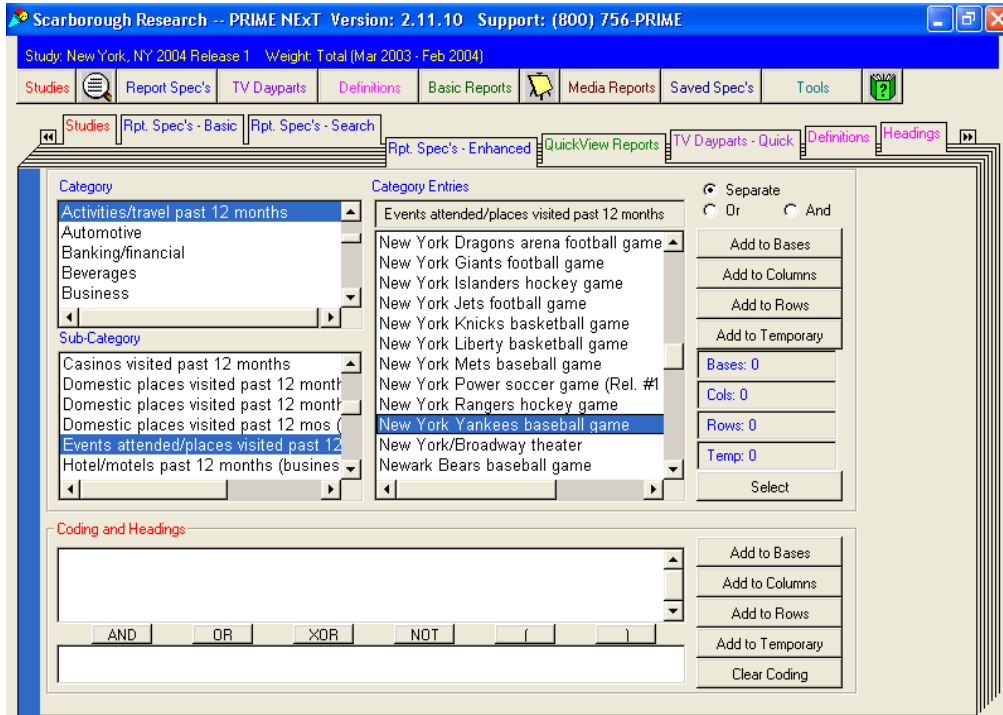 Scarborough Research -- PRIME NExT Version: 2.11.10 Support: (800) 756-PRIME
Study: New York, NY 2004 Release 1 Weight: Total (Mar 2003 - Feb 2004)
Studies Report Spec's TV Dayparts Definitions Basic Reports Media Reports Saved Spec's Tools
Studies Rpt. Spec's - Basic Rpt. Spec's - Search
Rpt. Spec's - Enhanced QuickView Reports TV Dayparts - Quick Definitions Headings
Category
Activities/travel past 12 months
Automotive
Banking/financial
Beverages
Business
Sub-Category
Casinos visited past 12 months
Domestic places visited past 12 month
Domestic places visited past 12 month
Domestic places visited past 12 mos (
Events attended/places visited past 12
Hotel/motels past 12 months (busines
Category Entries
Events attended/places visited past 12 months
New York Dragons arena football game
New York Giants football game
New York Islanders hockey game
New York Jets football game
New York Knicks basketball game
New York Liberty basketball game
New York Mets baseball game
New York Power soccer game (Rel. #1
New York Rangers hockey game
New York Yankees baseball game
New York/Broadway theater
Newark Bears baseball game
Separate
Or And
Add to Bases
Add to Columns
Add to Rows
Add to Temporary
Bases: 0
Cols: 0
Rows: 0
Temp: 0
Select
Coding and Headings
AND OR XOR NOT ( )
Add to Bases
Add to Columns
Add to Rows
Add to Temporary
Clear Coding